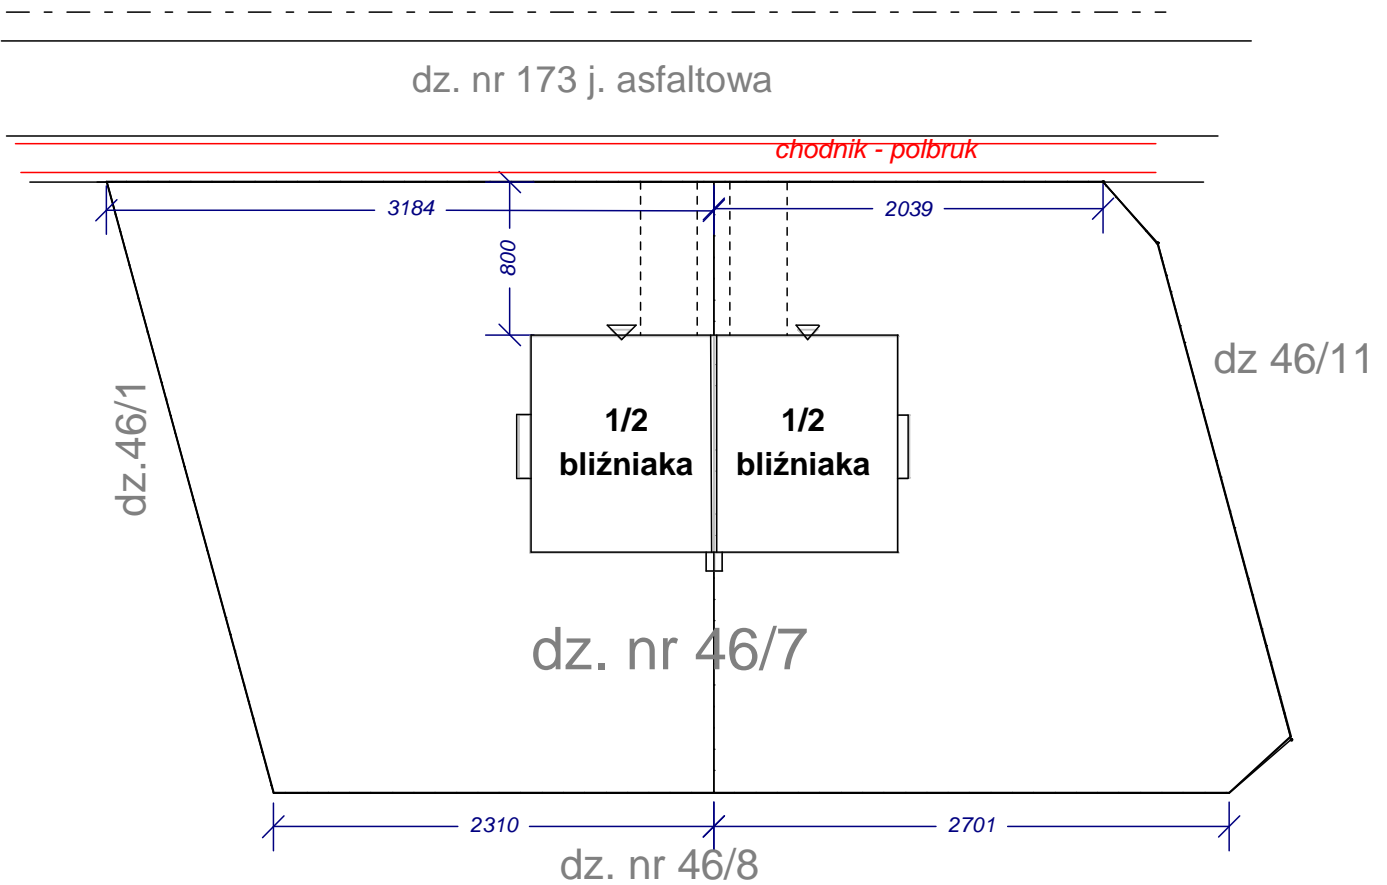 dz. nr 173 j. asfaltowa
chodnik - polbruk
3184
2039
800
dz 46/11
dz.46/1
1/2
bliźniaka
1/2
bliźniaka
dz. nr 46/7
2310
2701
dz. nr 46/8